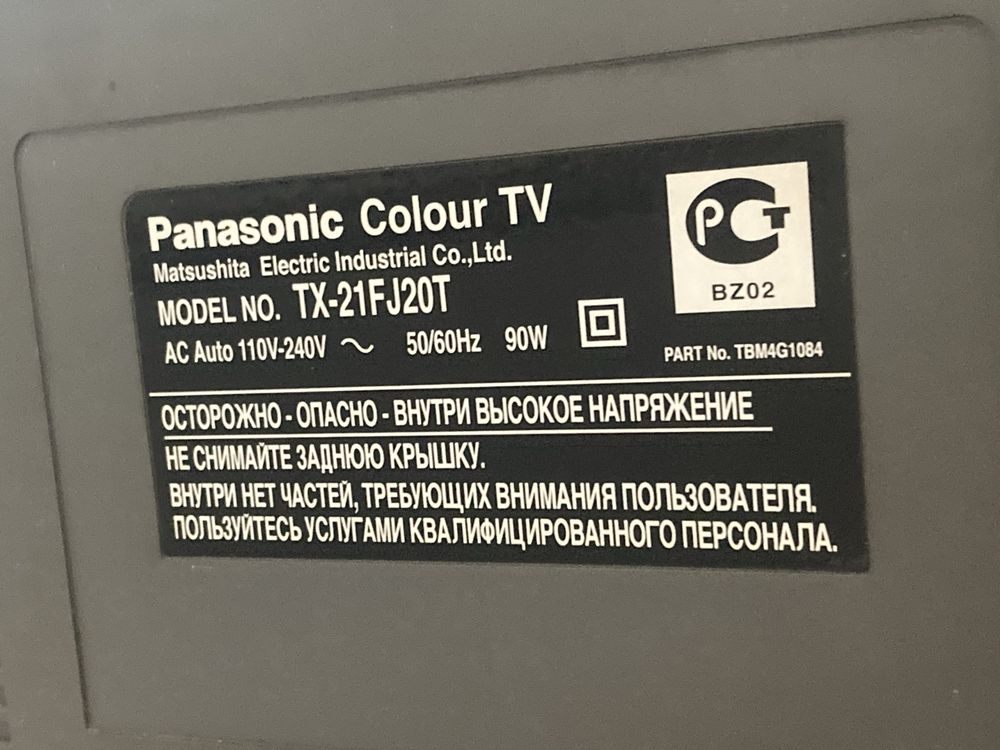 Panasonic Colour TV
Matsushita Electric Industrial Co.,Ltd.
MODEL NO. TX-21FJ20T
AC Auto 110V-240V ~ 50/60Hz 90W
РСТ
BZ02
PART No. TBM4G1084
ОСТОРОЖНО - ОПАСНО - ВНУТРИ ВЫСОКОЕ НАПРЯЖЕНИЕ
НЕ СНИМАЙТЕ ЗАДНЮЮ КРЫШКУ.
ВНУТРИ НЕТ ЧАСТЕЙ, ТРЕБУЮЩИХ ВНИМАНИЯ ПОЛЬЗОВАТЕЛЯ.
ПОЛЬЗУЙТЕСЬ УСЛУГАМИ КВАЛИФИЦИРОВАННОГО ПЕРСОНАЛА.